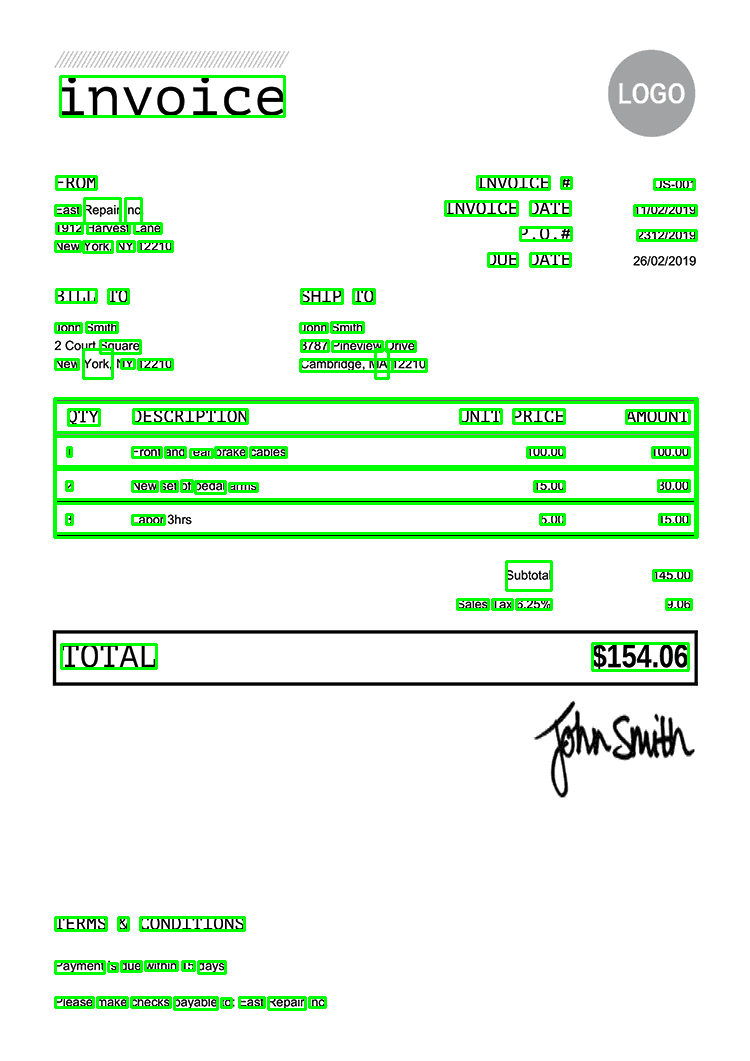 invoice
LOGO
FROM
East Repair Inc.
1912 Harvest Lane
New York, NY 12210
INVOICE # US-001
INVOICE DATE 11/02/2019
P.O.# 2312/2019
DUE DATE 26/02/2019
BILL TO
John Smith
2 Court Square
New York, NY 12210
SHIP TO
John Smith
3787 Pineview Drive
Cambridge, MA 12210
QTY DESCRIPTION UNIT PRICE AMOUNT
1 Front and rear brake cables 100.00 100.00
2 New set of pedal arms 15.00 30.00
3 Labor 3hrs 5.00 15.00
Subtotal 145.00
Sales Tax 6.25% 9.06
TOTAL $154.06
John Smith
TERMS & CONDITIONS
Payment is due within 15 days
Please make checks payable to: East Repair Inc.